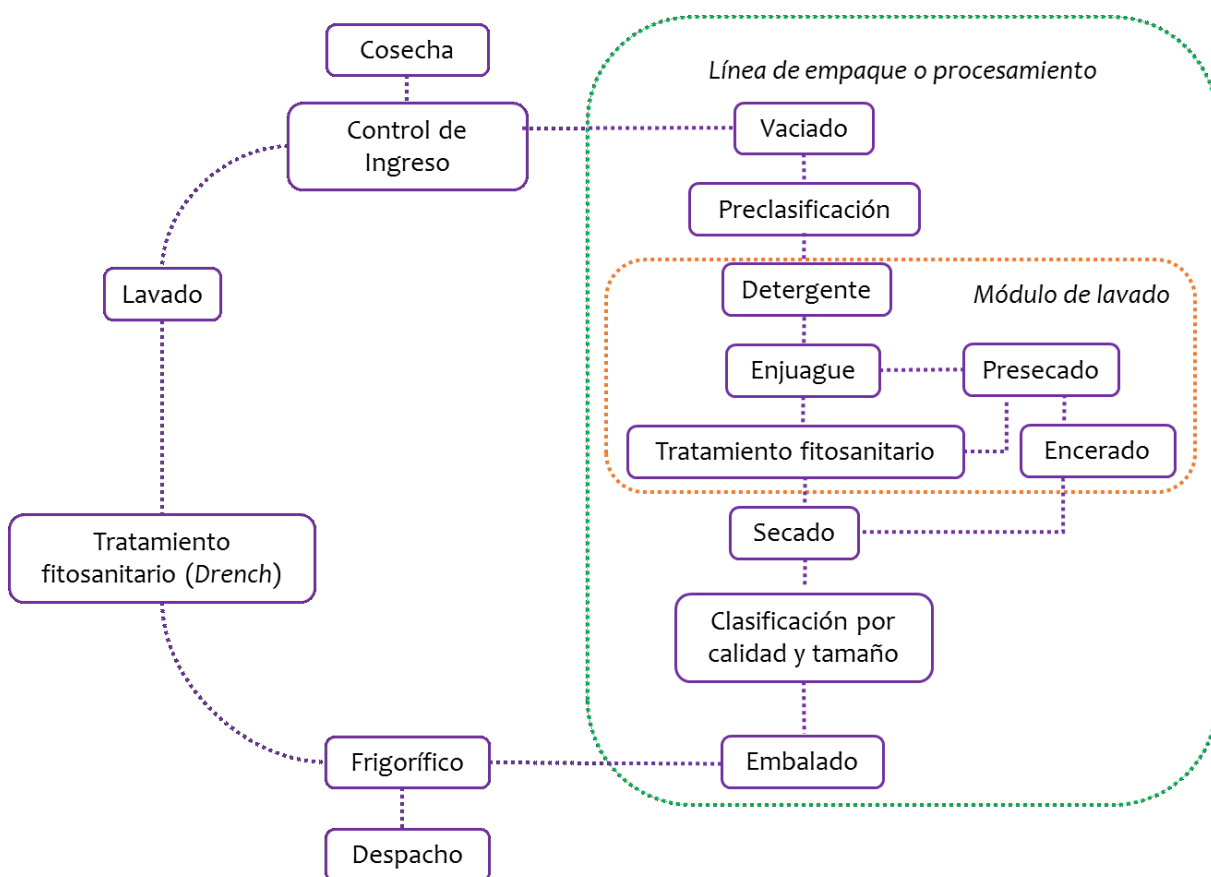 Cosecha
Línea de empaque o procesamiento
Control de
Ingreso
Vaciado
Preclasificación
Lavado
Detergente
Módulo de lavado
Enjuague
Presecado
Tratamiento fitosanitario
Encerado
Secado
Tratamiento
fitosanitario (Drench)
Clasificación por
calidad y tamaño
Frigorífico
Embalado
Despacho